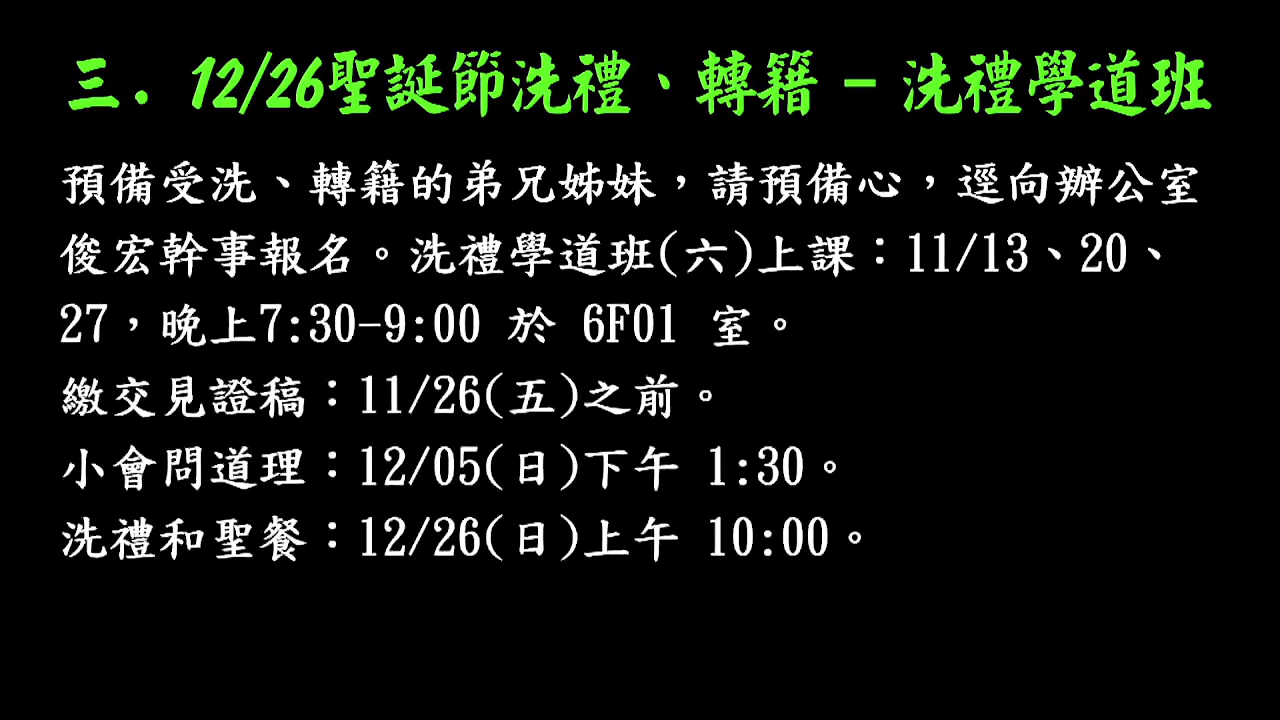 三. 12/26聖誕節洗禮、轉籍 - 洗禮學道班
預備受洗、轉籍的弟兄姊妹，請預備心，逕向辦公室
俊宏幹事報名。洗禮學道班(六)上課：11/13、20、
27，晚上7:30-9:00 於 6F01 室。
繳交見證稿：11/26(五)之前。
小會問道理：12/05(日)下午 1:30。
洗禮和聖餐：12/26(日)上午 10:00。